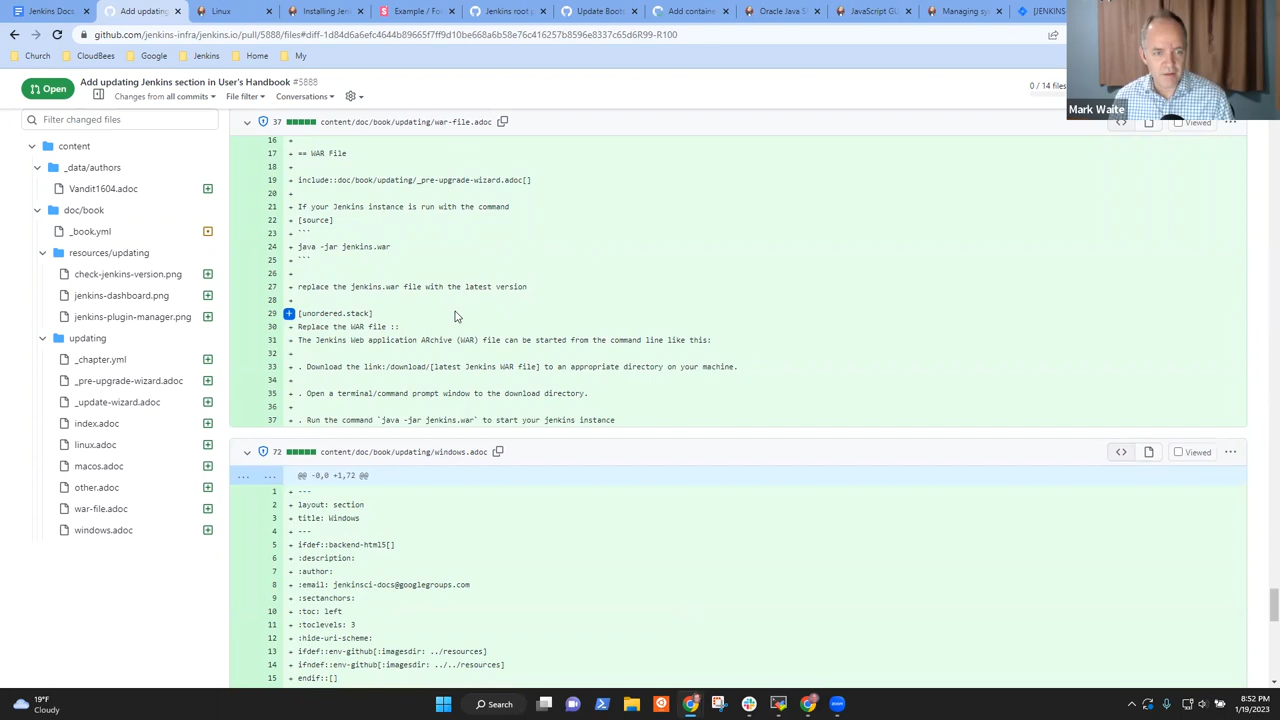 Jenkins Docs
Adding updating
Linux
Installing Jen
Example / Foo
Jenkins root p
Update Boots
Add containe
Oracle Java S
JavaScript GU
Managing sy
[JENKINS
github.com/jenkins-infra/jenkins.io/pull/5888/files#diff-1d84d6a6efc4644b89665f7ff9d10be668a6b58e76c416257b8596e8337c65d6R99-R100
Church
CloudBees
Google
Jenkins
Home
My
Mark Waite
Open
Add updating Jenkins section in User's Handbook #5888
Changes from all commits
File filter
Conversations
0 / 14 files
Filter changed files
content
_data/authors
Vandit1604.adoc
doc/book
_book.yml
resources/updating
check-jenkins-version.png
jenkins-dashboard.png
jenkins-plugin-manager.png
updating
_chapter.yml
_pre-upgrade-wizard.adoc
_update-wizard.adoc
index.adoc
linux.adoc
macos.adoc
other.adoc
war-file.adoc
windows.adoc
37 content/doc/book/updating/war-file.adoc
Viewed
16 +
17 + == WAR File
18 +
19 + include::doc/book/updating/_pre-upgrade-wizard.adoc[]
20 +
21 + If your Jenkins instance is run with the command
22 + [source]
23 + ```
24 + java -jar jenkins.war
25 + ```
26 +
27 + replace the jenkins.war file with the latest version
28 +
29 + [unordered.stack]
30 + Replace the WAR file ::
31 + The Jenkins Web application ARchive (WAR) file can be started from the command line like this:
32 +
33 + . Download the link:/download/[latest Jenkins WAR file] to an appropriate directory on your machine.
34 +
35 + . Open a terminal/command prompt window to the download directory.
36 +
37 + . Run the command `java -jar jenkins.war` to start your jenkins instance
72 content/doc/book/updating/windows.adoc
Viewed
... ... @@ -0,0 +1,72 @@
1 + ---
2 + layout: section
3 + title: Windows
4 + ---
5 + ifdef::backend-html5[]
6 + :description:
7 + :author:
8 + :email: jenkinsci-docs@googlegroups.com
9 + :sectanchors:
10 + :toc: left
11 + :toclevels: 3
12 + :hide-uri-scheme:
13 + ifdef::env-github[:imagesdir: ../resources]
14 + ifndef::env-github[:imagesdir: ../../resources]
15 + endif::[]
19°F
Cloudy
Search
8:52 PM
1/19/2023